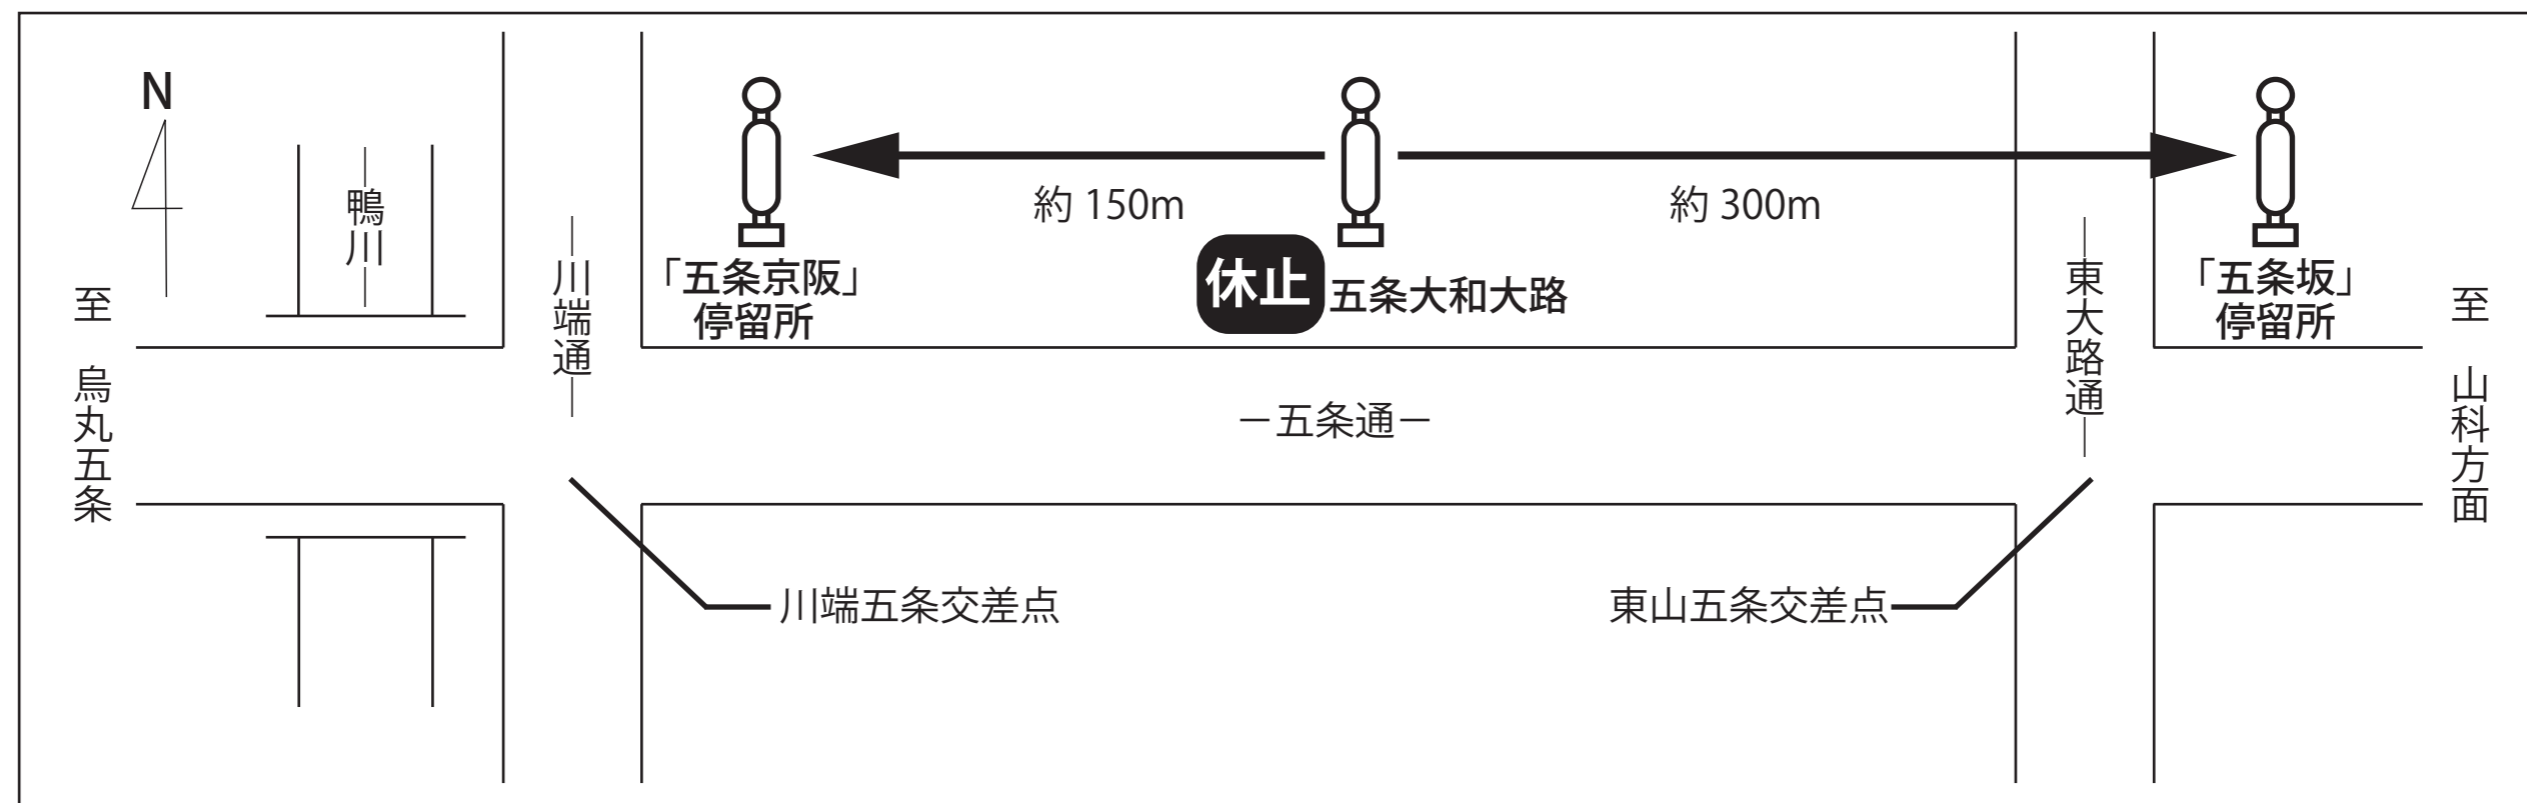 N
至 烏丸五条
鴨川
川端通
「五条京阪」
停留所
約 150m
休止
五条大和大路
約 300m
東大路通
「五条坂」
停留所
至 山科方面
－五条通－
川端五条交差点
東山五条交差点